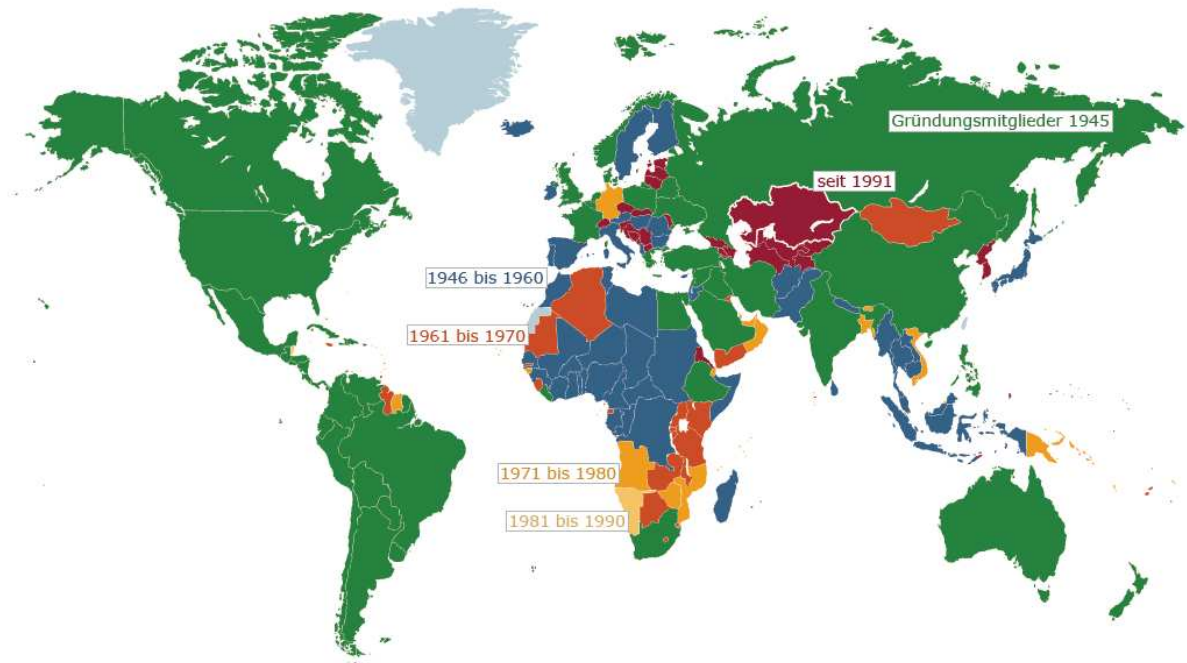 Gründungsmitglieder 1945
seit 1991
1946 bis 1960
1961 bis 1970
1971 bis 1980
1981 bis 1990